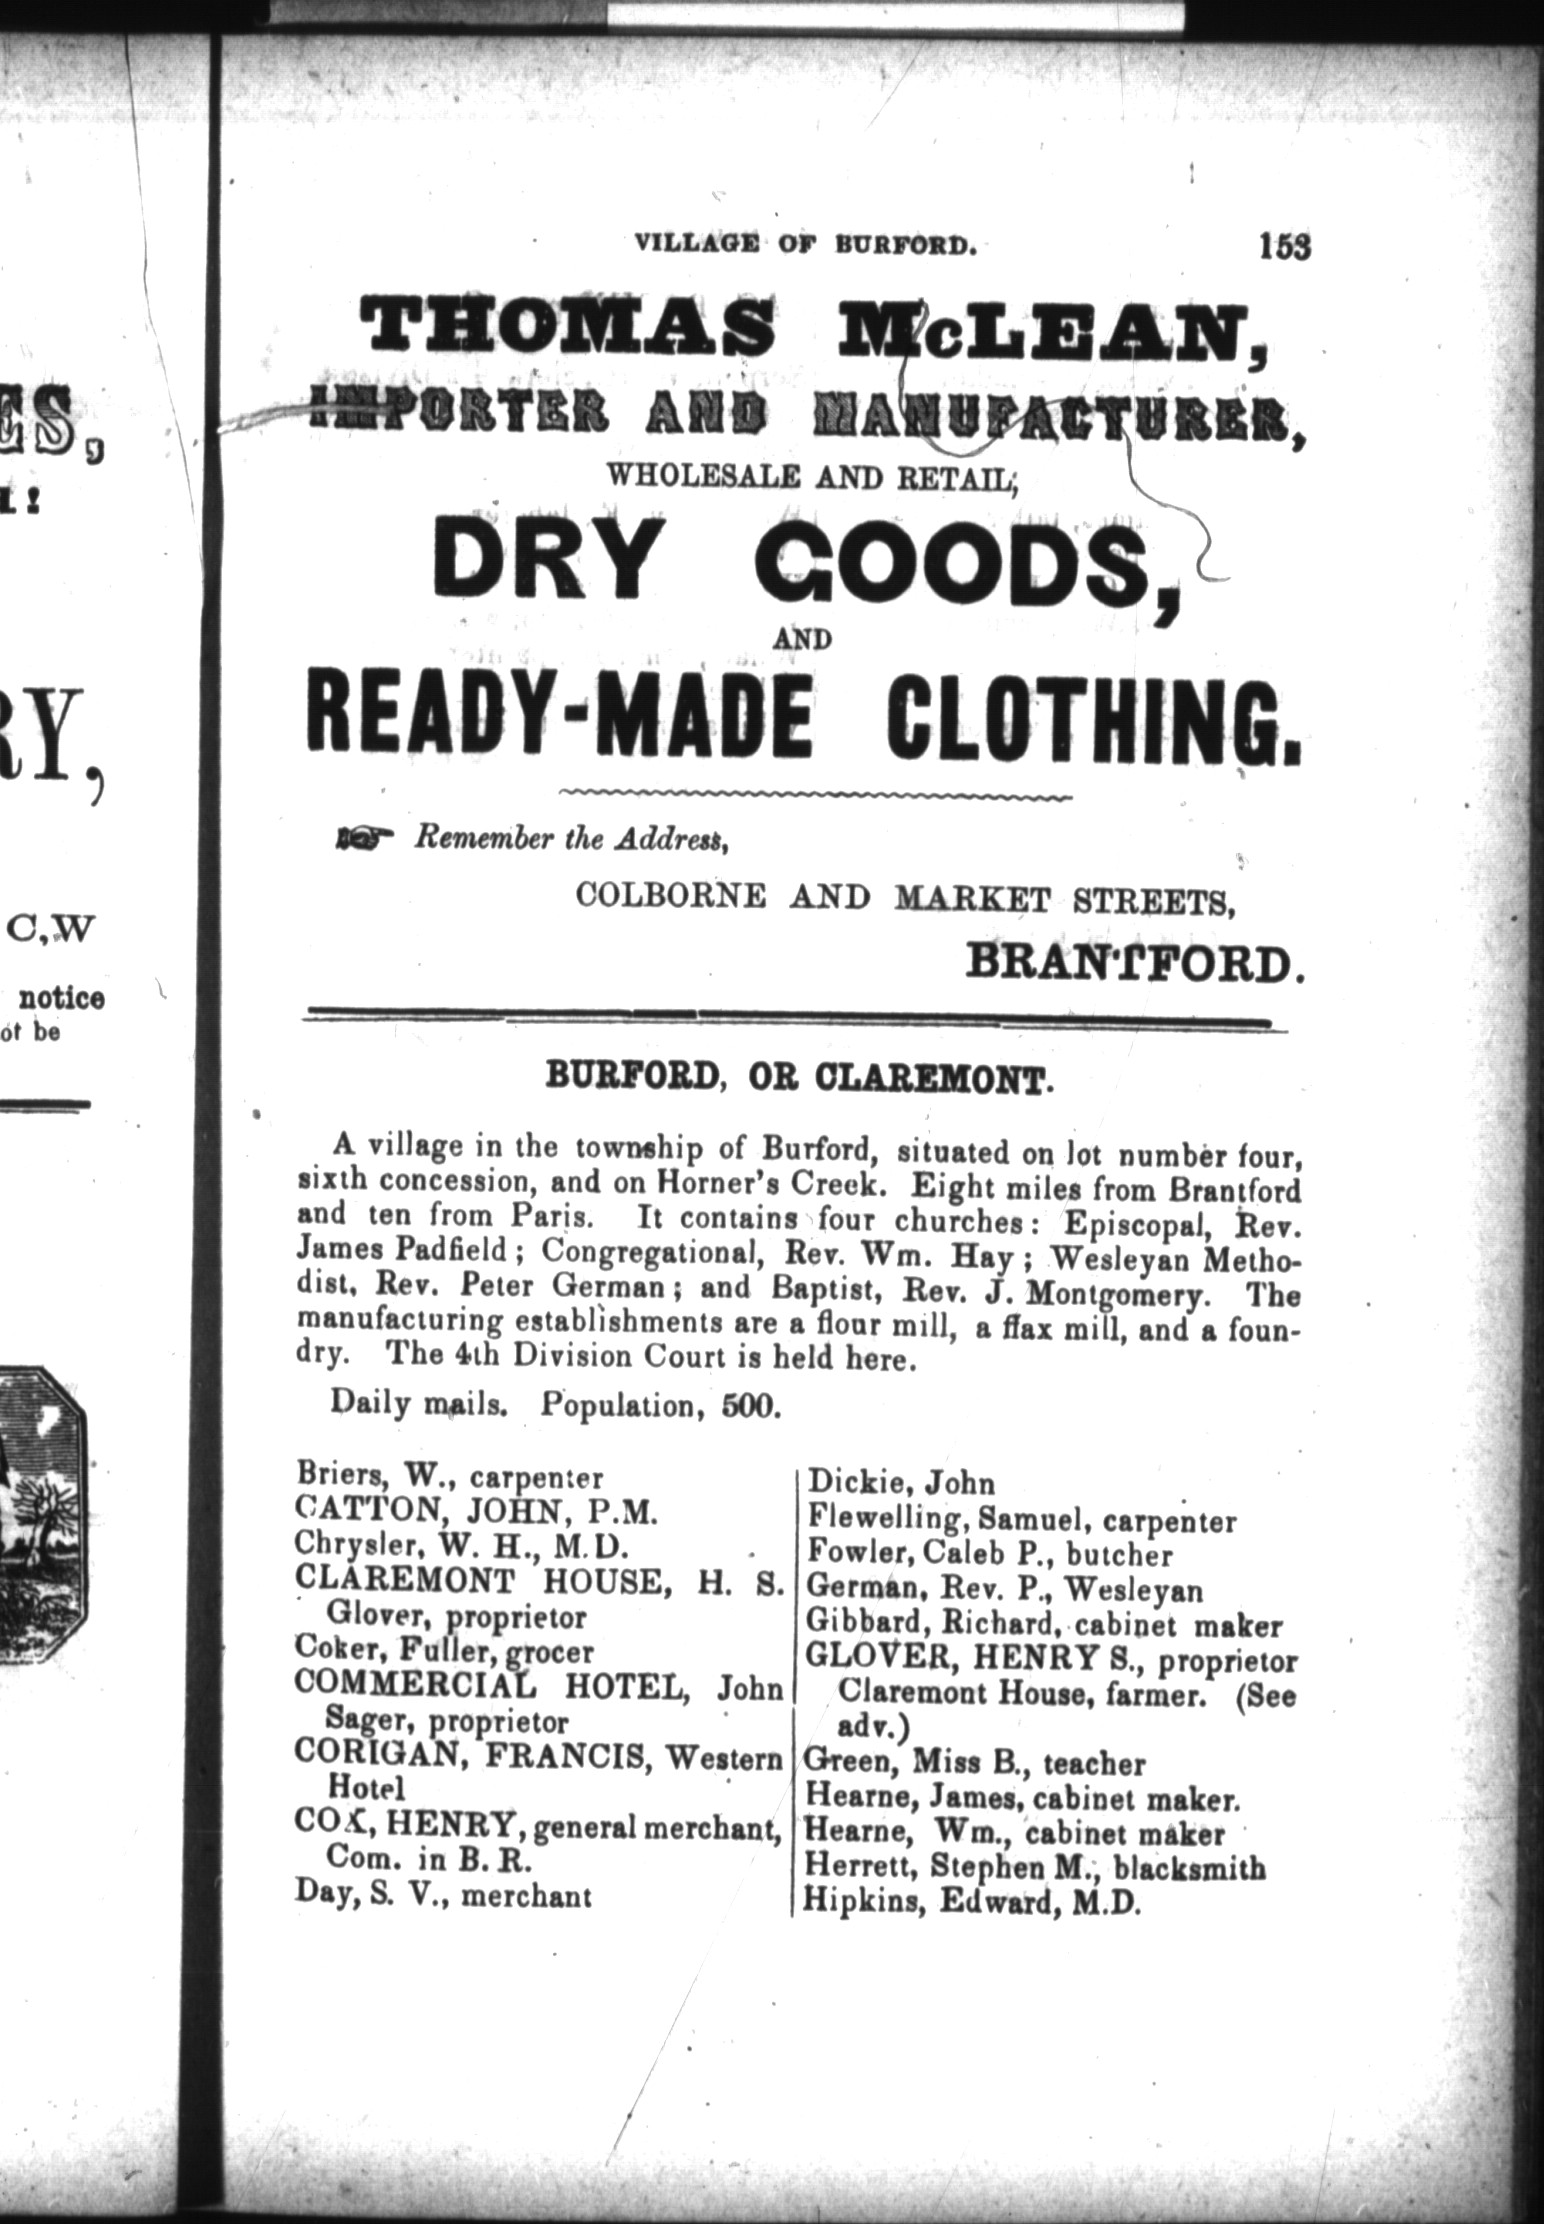 ES,
!
RY,
C,W
notice
ot be
VILLAGE OF BURFORD. 153
THOMAS McLEAN,
IMPORTER AND MANUFACTURER,
WHOLESALE AND RETAIL,
DRY GOODS,
AND
READY-MADE CLOTHING.
☞ Remember the Address,
COLBORNE AND MARKET STREETS,
BRANTFORD.
BURFORD, OR CLAREMONT.
A village in the township of Burford, situated on lot number four,
sixth concession, and on Horner's Creek. Eight miles from Brantford
and ten from Paris. It contains four churches: Episcopal, Rev.
James Padfield; Congregational, Rev. Wm. Hay; Wesleyan Metho-
dist, Rev. Peter German; and Baptist, Rev. J. Montgomery. The
manufacturing establishments are a flour mill, a flax mill, and a foun-
dry. The 4th Division Court is held here.
Daily mails. Population, 500.
Briers, W., carpenter
CATTON, JOHN, P.M.
Chrysler, W. H., M.D.
CLAREMONT HOUSE, H. S.
Glover, proprietor
Coker, Fuller, grocer
COMMERCIAL HOTEL, John
Sager, proprietor
CORIGAN, FRANCIS, Western
Hotel
COX, HENRY, general merchant,
Com. in B. R.
Day, S. V., merchant
Dickie, John
Flewelling, Samuel, carpenter
Fowler, Caleb P., butcher
German, Rev. P., Wesleyan
Gibbard, Richard, cabinet maker
GLOVER, HENRY S., proprietor
Claremont House, farmer. (See
adv.)
Green, Miss B., teacher
Hearne, James, cabinet maker.
Hearne, Wm., cabinet maker
Herrett, Stephen M., blacksmith
Hipkins, Edward, M.D.